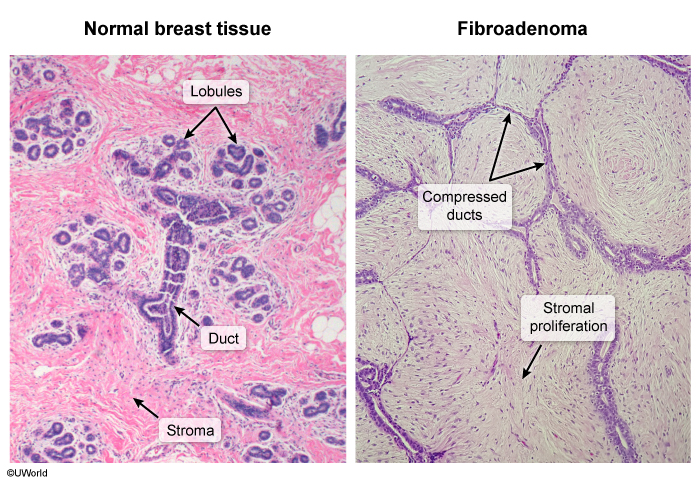 Normal breast tissue
Fibroadenoma
Lobules
Duct
Stroma
Compressed
ducts
Stromal
proliferation
©UWorld